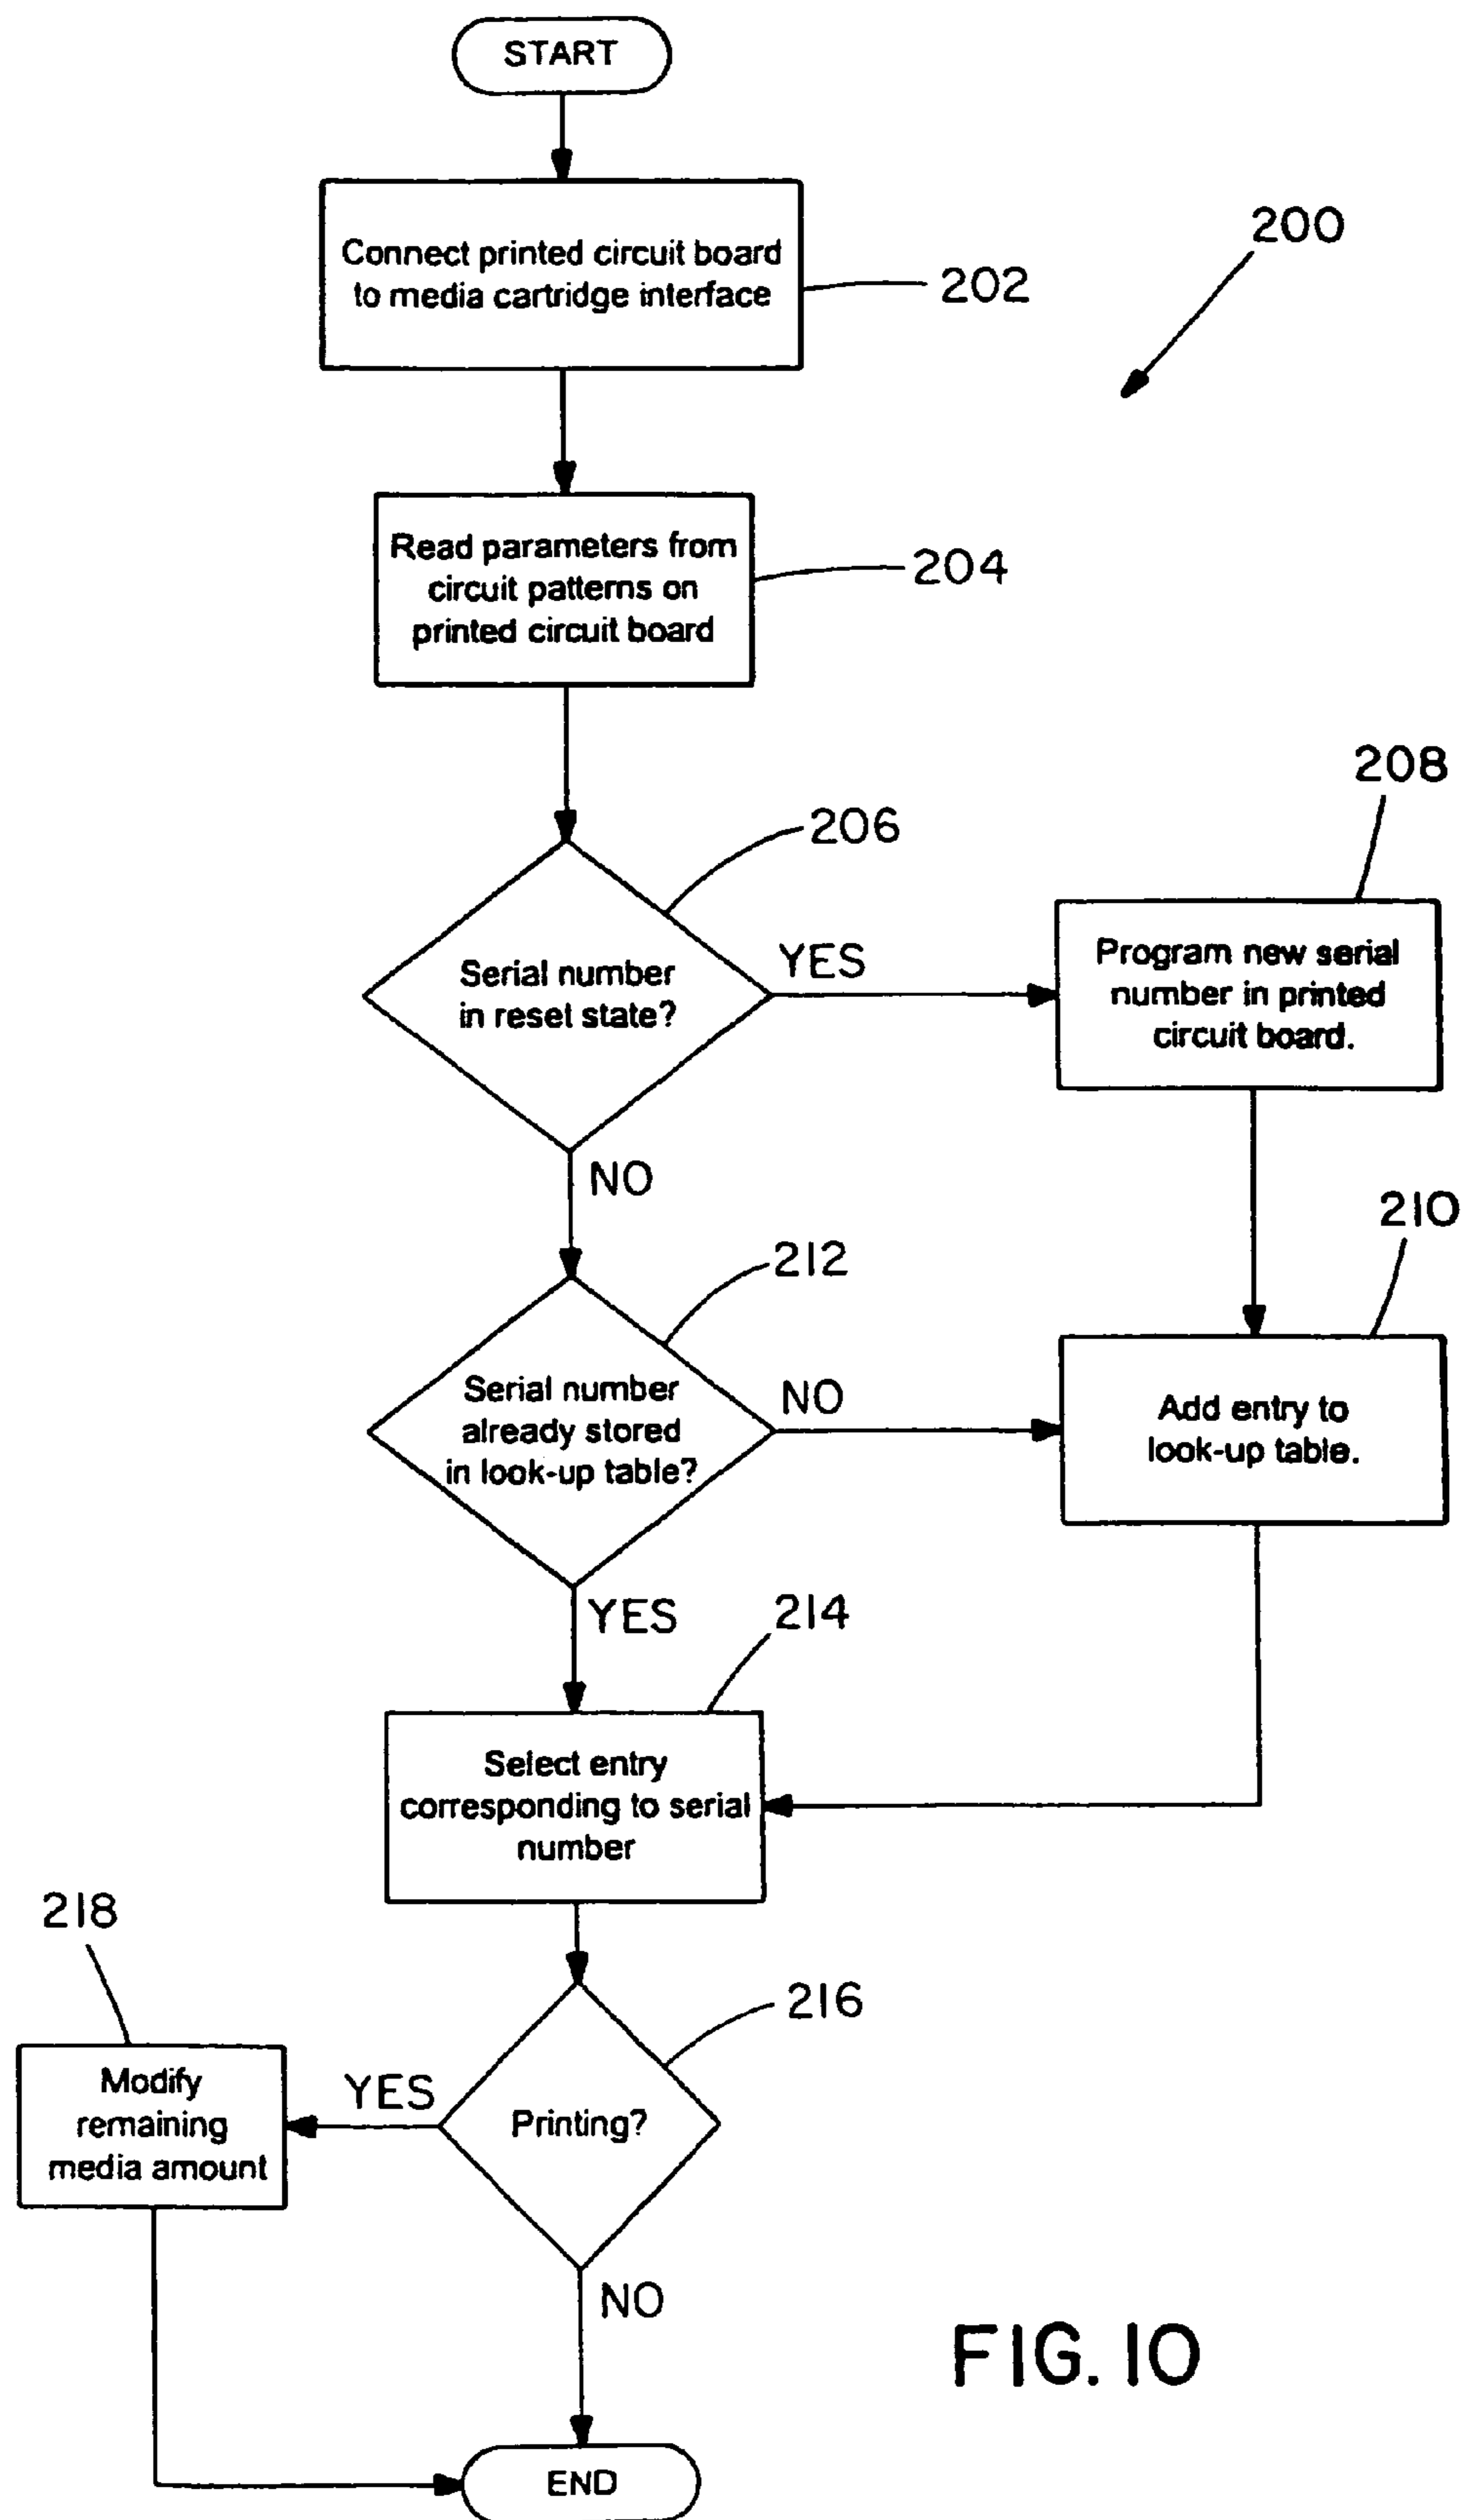 START
200
Connect printed circuit board
to media cartridge interface
202
Read parameters from
circuit patterns on
printed circuit board
204
208
206
Serial number
in reset state?
YES
Program new serial
number in printed
circuit board.
NO
210
212
Serial number
already stored
in look-up table?
NO
Add entry to
look-up table.
YES
214
Select entry
corresponding to serial
number
218
216
Modify
remaining
media amount
YES
Printing?
NO
FIG. 10
END